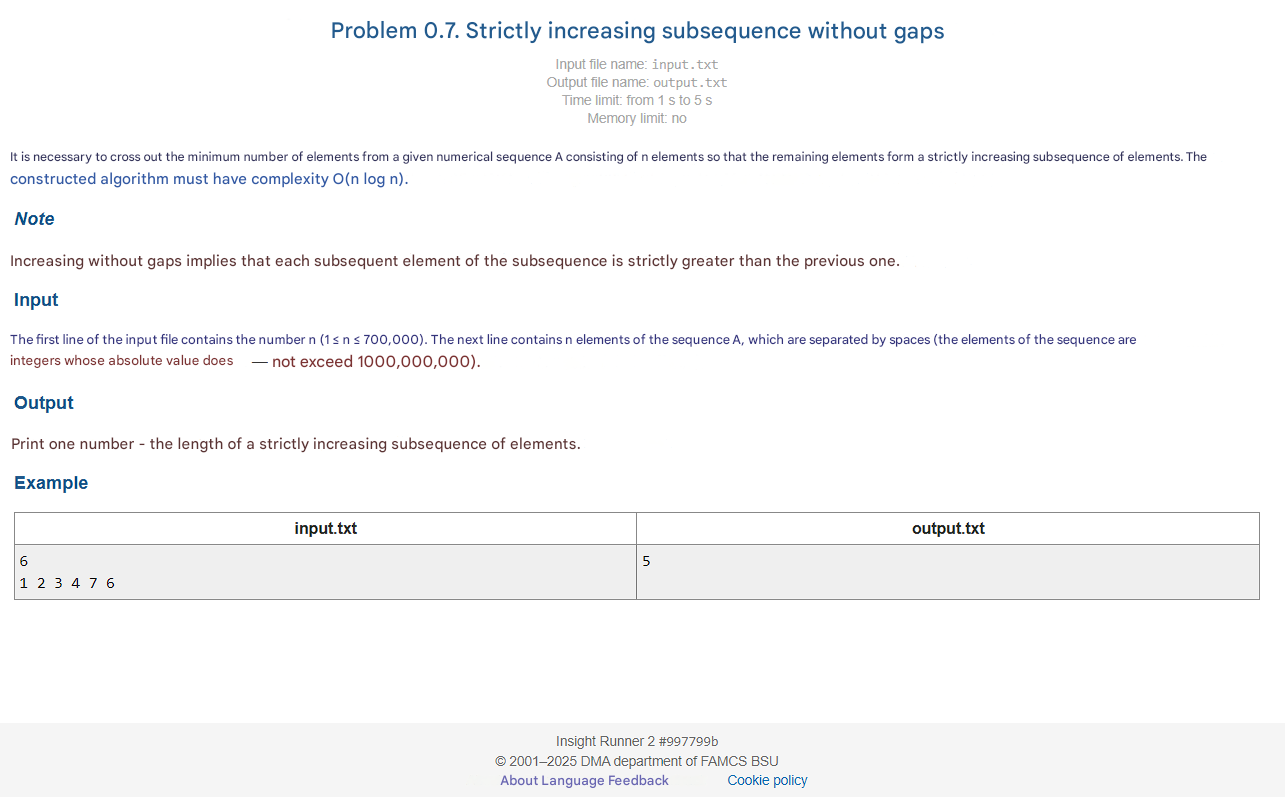 Problem 0.7. Strictly increasing subsequence without gaps
Input file name: input.txt
Output file name: output.txt
Time limit: from 1 s to 5 s
Memory limit: no
It is necessary to cross out the minimum number of elements from a given numerical sequence A consisting of n elements so that the remaining elements form a strictly increasing subsequence of elements. The
constructed algorithm must have complexity O(n log n).
Note
Increasing without gaps implies that each subsequent element of the subsequence is strictly greater than the previous one.
Input
The first line of the input file contains the number n (1 ≤ n ≤ 700,000). The next line contains n elements of the sequence A, which are separated by spaces (the elements of the sequence are
integers whose absolute value does — not exceed 1000,000,000).
Output
Print one number - the length of a strictly increasing subsequence of elements.
Example
input.txt output.txt
6 5
1 2 3 4 7 6
Insight Runner 2 #997799b
© 2001–2025 DMA department of FAMCS BSU
About Language Feedback Cookie policy